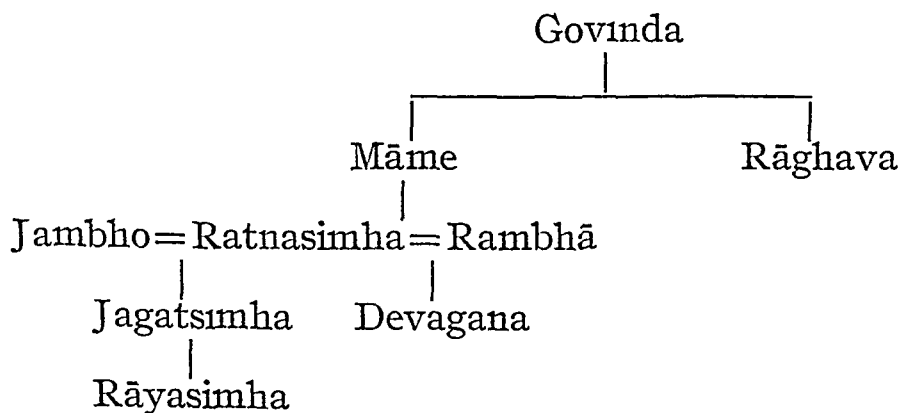 Govinda
Māme Rāghava
Jambho=Ratnasimha=Rambhā
Jagatsimha Devagana
Rāyasimha